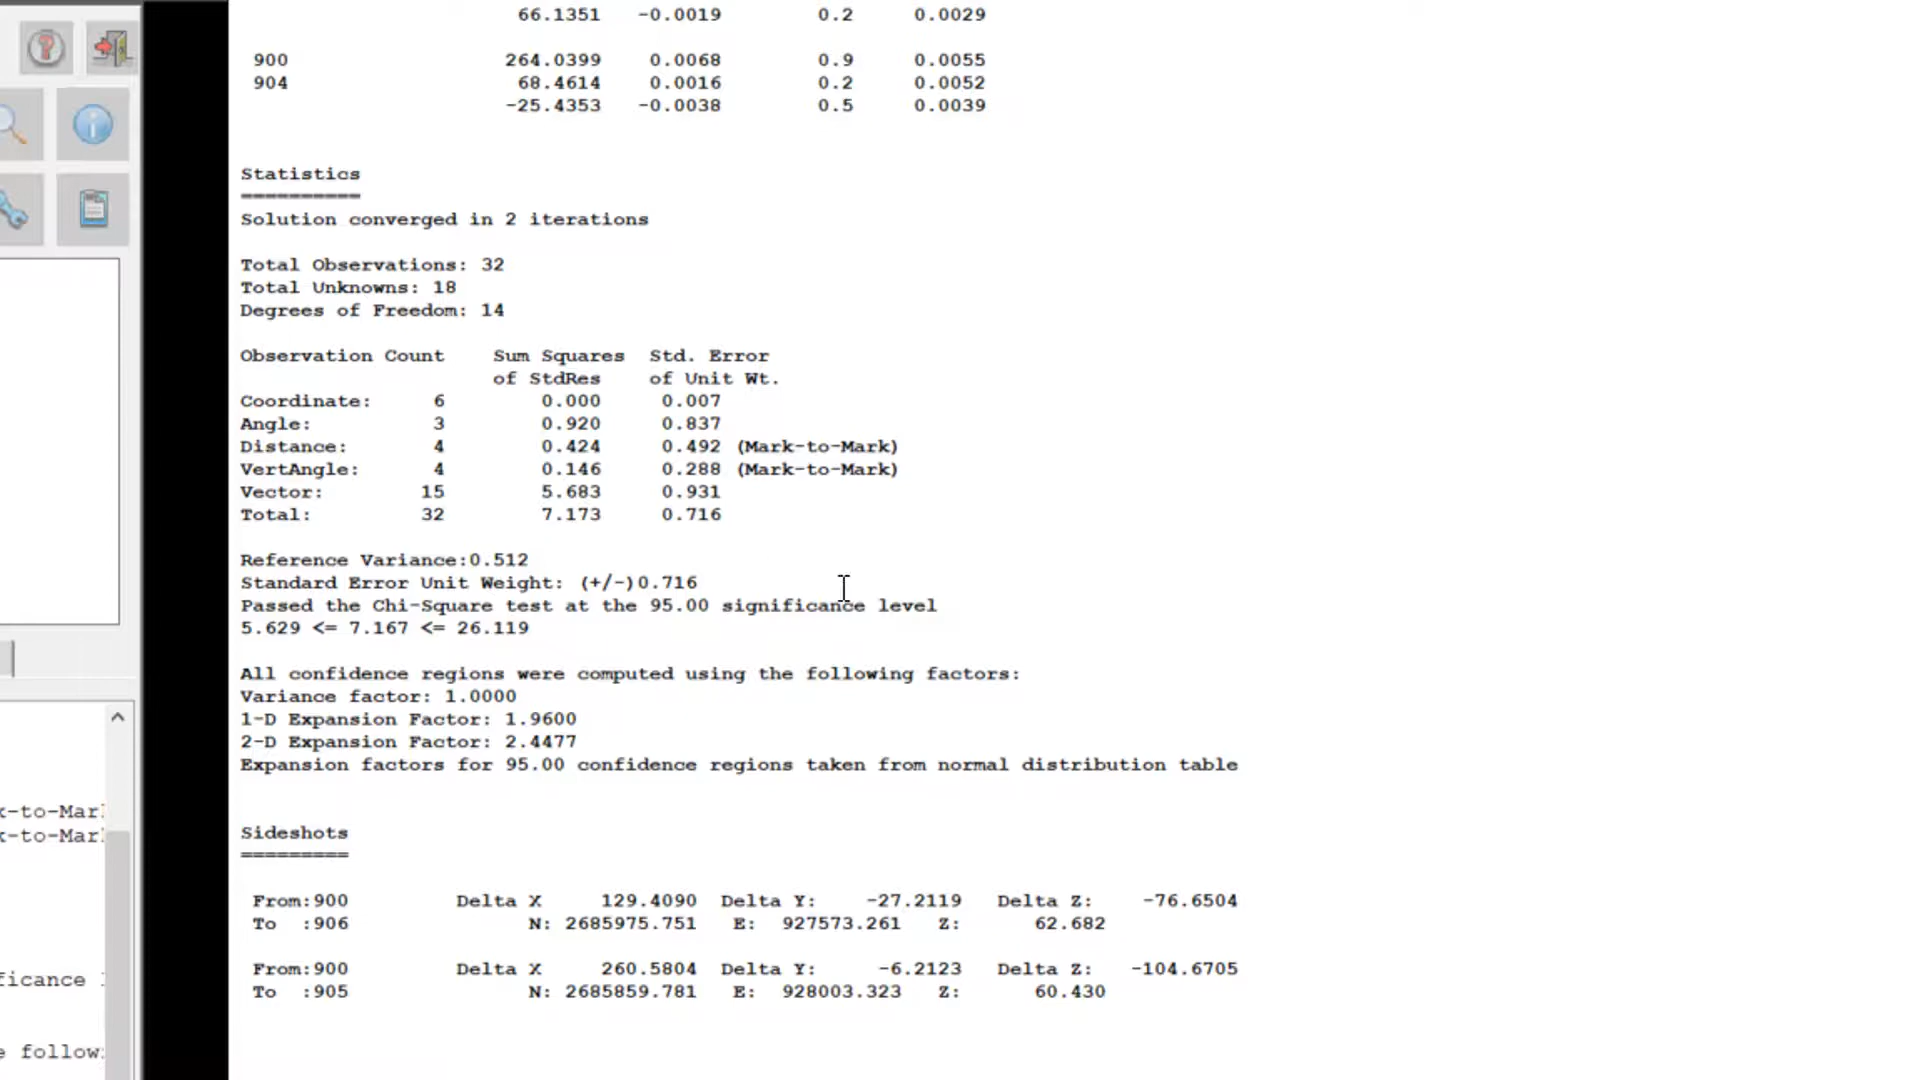 66.1351 -0.0019 0.2 0.0029
900 264.0399 0.0068 0.9 0.0055
904 68.4614 0.0016 0.2 0.0052
-25.4353 -0.0038 0.5 0.0039
Statistics
==========
Solution converged in 2 iterations
Total Observations: 32
Total Unknowns: 18
Degrees of Freedom: 14
Observation Count Sum Squares Std. Error
of StdRes of Unit Wt.
Coordinate: 6 0.000 0.007
Angle: 3 0.920 0.837
Distance: 4 0.424 0.492 (Mark-to-Mark)
VertAngle: 4 0.146 0.288 (Mark-to-Mark)
Vector: 15 5.683 0.931
Total: 32 7.173 0.716
Reference Variance:0.512
Standard Error Unit Weight: (+/-)0.716
Passed the Chi-Square test at the 95.00 significance level
5.629 <= 7.167 <= 26.119
All confidence regions were computed using the following factors:
Variance factor: 1.0000
1-D Expansion Factor: 1.9600
2-D Expansion Factor: 2.4477
Expansion factors for 95.00 confidence regions taken from normal distribution table
Sideshots
=========
From:900 Delta X 129.4090 Delta Y: -27.2119 Delta Z: -76.6504
To :906 N: 2685975.751 E: 927573.261 Z: 62.682
From:900 Delta X 260.5804 Delta Y: -6.2123 Delta Z: -104.6705
To :905 N: 2685859.781 E: 928003.323 Z: 60.430
k-to-Mar
k-to-Mar
ficance
e follow